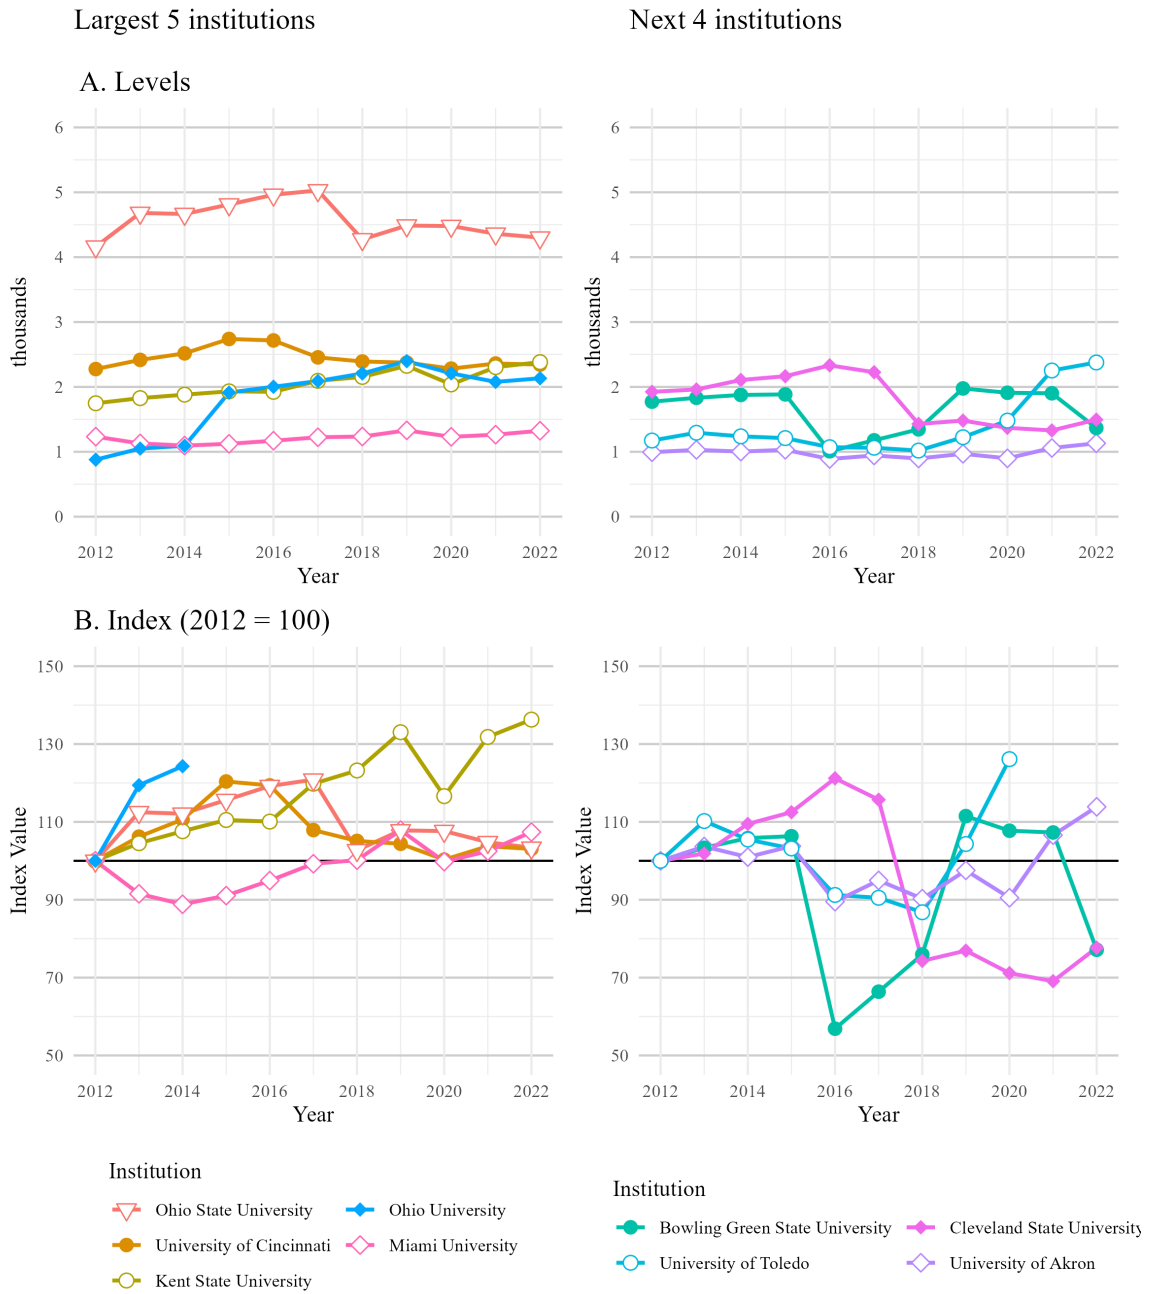 Largest 5 institutions
Next 4 institutions
A. Levels
6
5
4
3
2
1
0
thousands
2012 2014 2016 2018 2020 2022
Year
6
5
4
3
2
1
0
thousands
2012 2014 2016 2018 2020 2022
Year
B. Index (2012 = 100)
150
130
110
90
70
50
Index Value
2012 2014 2016 2018 2020 2022
Year
150
130
110
90
70
50
Index Value
2012 2014 2016 2018 2020 2022
Year
Institution
Ohio State University
Ohio University
University of Cincinnati
Miami University
Kent State University
Institution
Bowling Green State University
Cleveland State University
University of Toledo
University of Akron